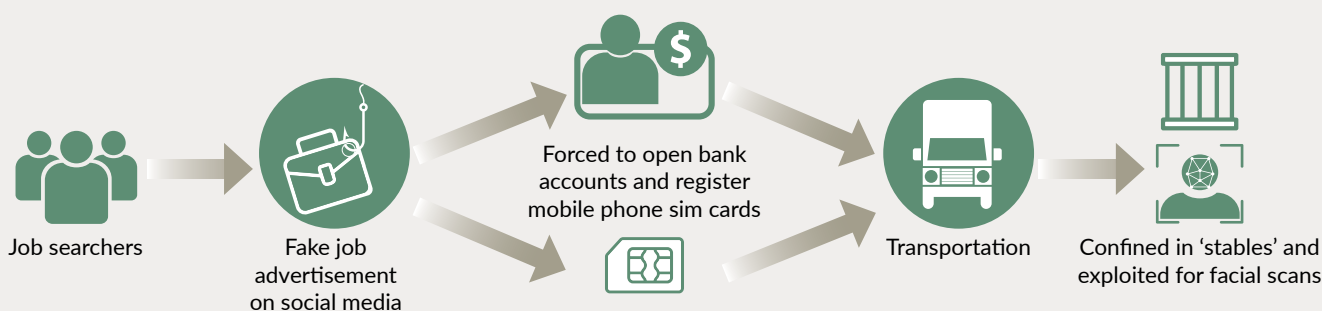 Job searchers
Fake job
advertisement
on social media
$
Forced to open bank
accounts and register
mobile phone sim cards
Transportation
Confined in ‘stables’ and
exploited for facial scans